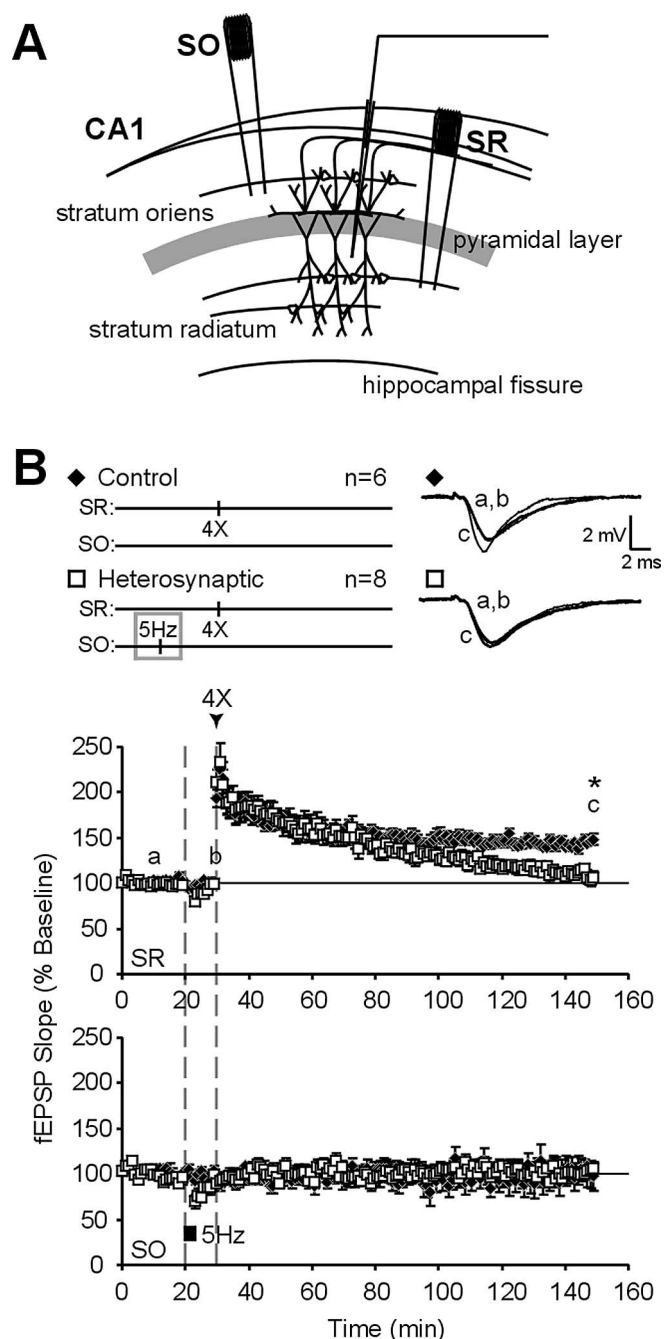 A
SO
CA1
SR
stratum oriens
pyramidal layer
stratum radiatum
hippocampal fissure
B
Control n=6
SR:
4X
SO:
a,b
c
2 mV
2 ms
Heterosynaptic n=8
SR:
5Hz 4X
SO:
a,b
c
4X
fEPSP Slope (% Baseline)
250
200
150
100
50
0
a b
*
c
SR
0 20 40 60 80 100 120 140 160
250
200
150
100
50
0
5Hz
SO
0 20 40 60 80 100 120 140 160
Time (min)